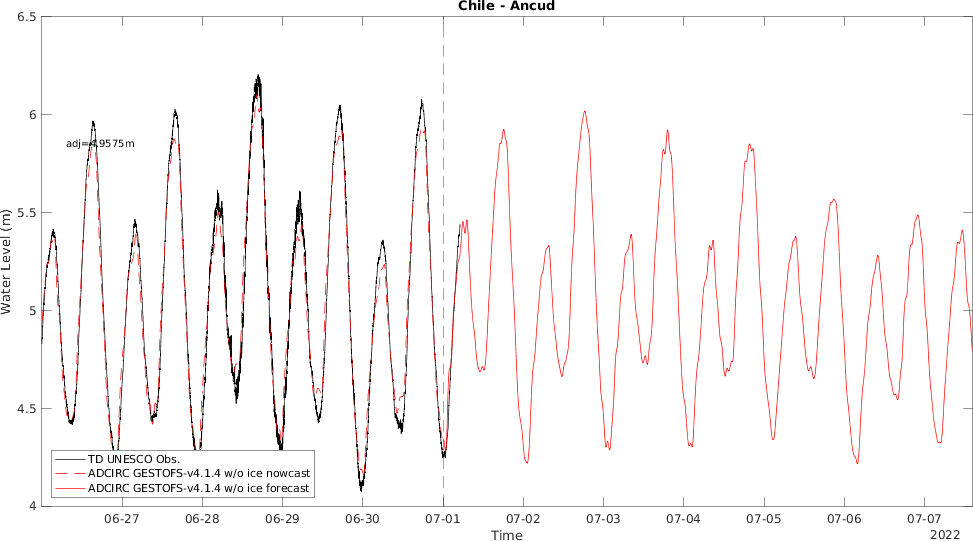 Chile - Ancud
6.5
6
5.5
5
4.5
4
Water Level (m)
adj=4.9575m
TD UNESCO Obs.
ADCIRC GESTOFS-v4.1.4 w/o ice nowcast
ADCIRC GESTOFS-v4.1.4 w/o ice forecast
06-27 06-28 06-29 06-30 07-01 07-02 07-03 07-04 07-05 07-06 07-07
Time
2022